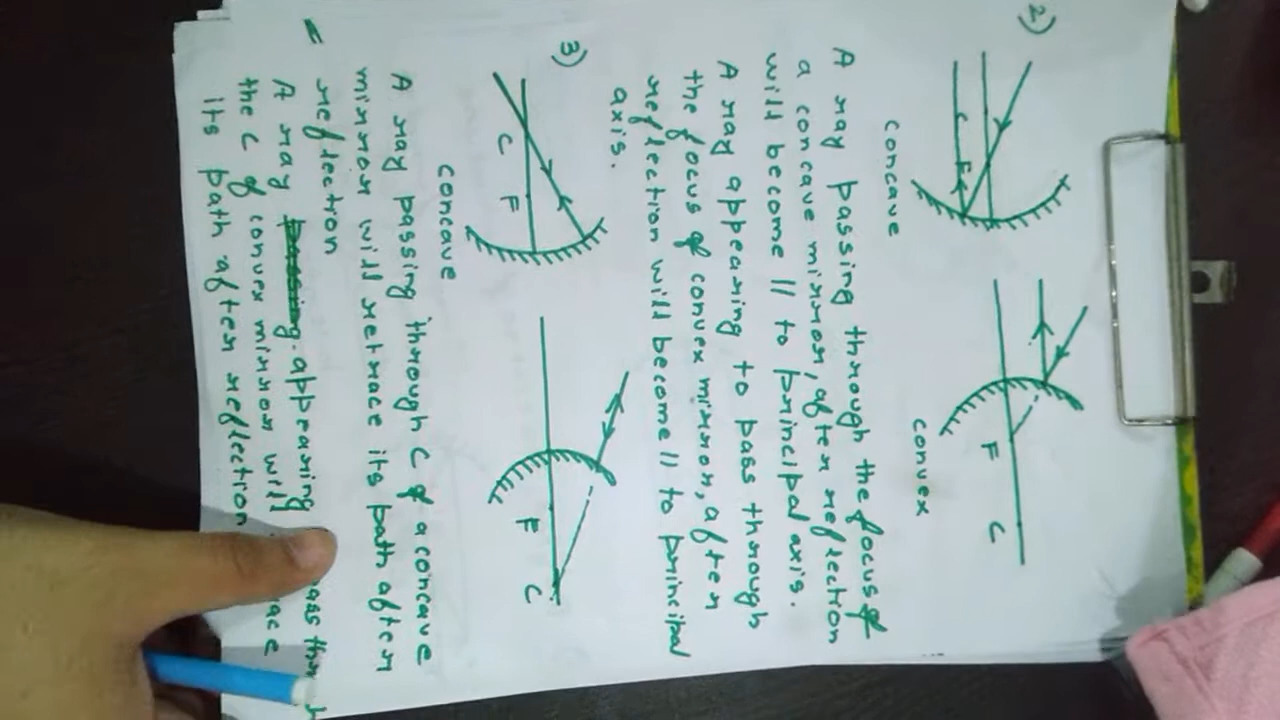 2)
C F
F C
concave
convex
A ray passing through the focus of
a concave mirror, after reflection
will become || to principal axis.
A ray appearing to pass through
the focus of convex mirror, after
reflection will become || to principal
axis.
3)
C F
F C
concave
A ray passing through C of a concave
mirror will retrace its path after
reflection
A ray appearing
the C of convex mirror will
its path after reflection